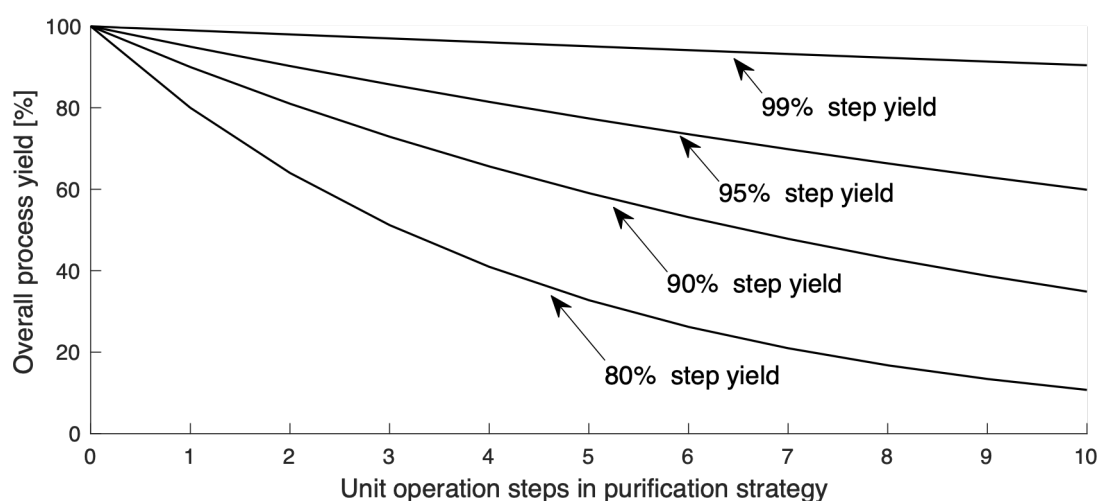 Overall process yield [%]
100
80
60
40
20
0
99% step yield
95% step yield
90% step yield
80% step yield
0 1 2 3 4 5 6 7 8 9 10
Unit operation steps in purification strategy